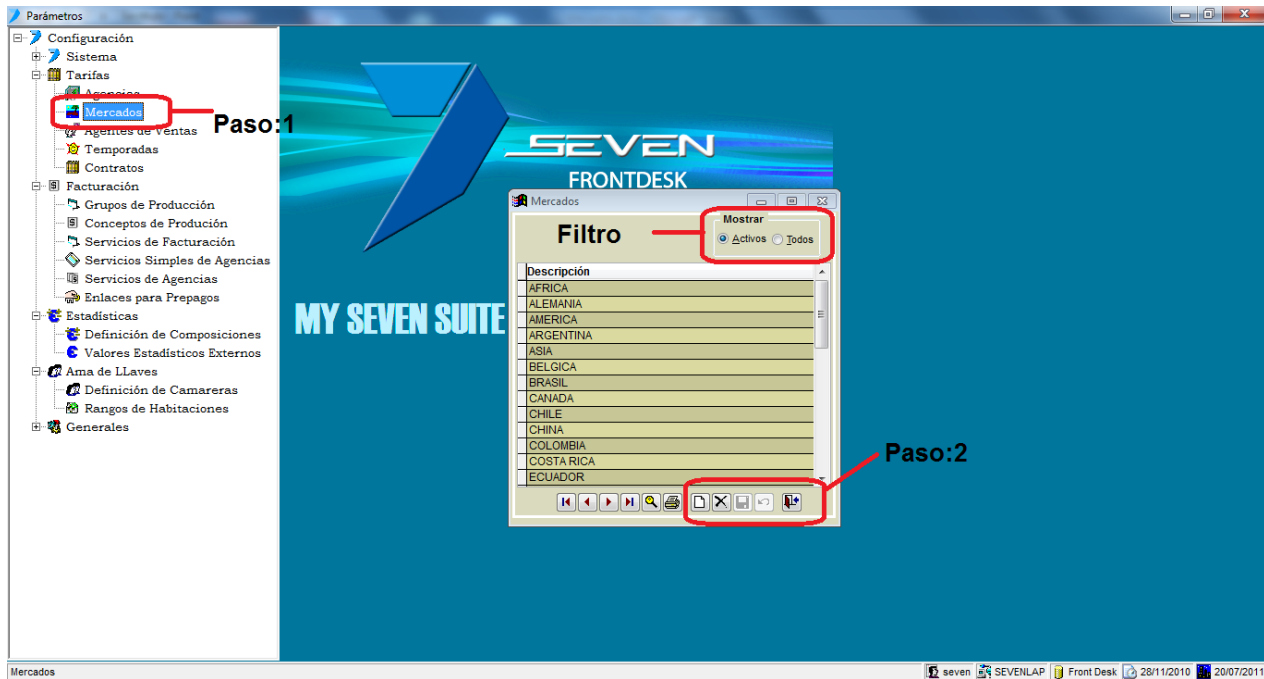 Parámetros
Configuración
Sistema
Tarifas
Agencias
Mercados
Paso:1
Agentes de Ventas
Temporadas
Contratos
Facturación
Grupos de Producción
Conceptos de Produción
Servicios de Facturación
Servicios Simples de Agencias
Servicios de Agencias
Enlaces para Prepagos
Estadísticas
Definición de Composiciones
Valores Estadísticos Externos
Ama de LLaves
Definición de Camareras
Rangos de Habitaciones
Generales
SEVEN
FRONTDESK
MY SEVEN SUITE
Mercados
Filtro
Mostrar
Activos Todos
Descripción
AFRICA
ALEMANIA
AMERICA
ARGENTINA
ASIA
BELGICA
BRASIL
CANADA
CHILE
CHINA
COLOMBIA
COSTA RICA
ECUADOR
Paso:2
Mercados seven SEVENLAP Front Desk 28/11/2010 20/07/2011